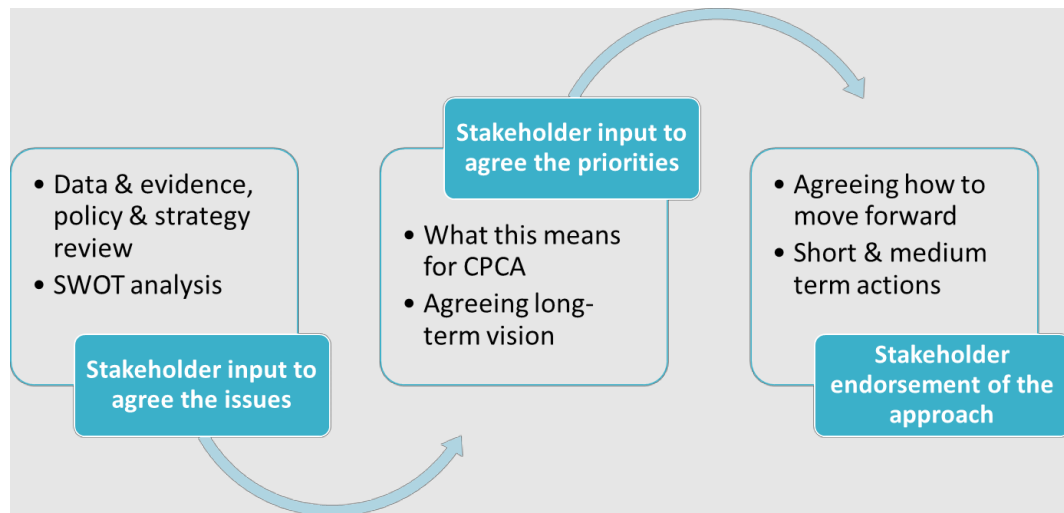 • Data & evidence,
policy & strategy
review
• SWOT analysis
Stakeholder input to
agree the issues
Stakeholder input to
agree the priorities
• What this means
for CPCA
• Agreeing long-
term vision
• Agreeing how to
move forward
• Short & medium
term actions
Stakeholder
endorsement of the
approach